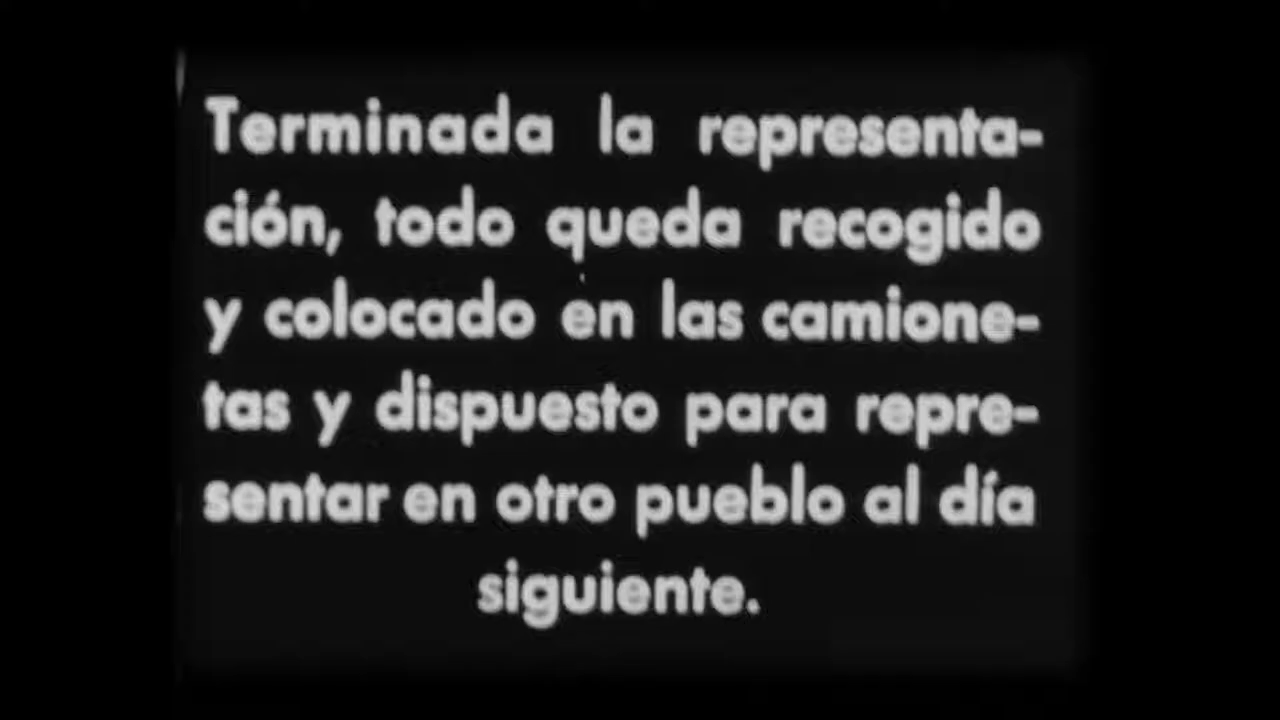 Terminada la representa-
ción, todo queda recogido
y colocado en las camione-
tas y dispuesto para repre-
sentar en otro pueblo al día
siguiente.